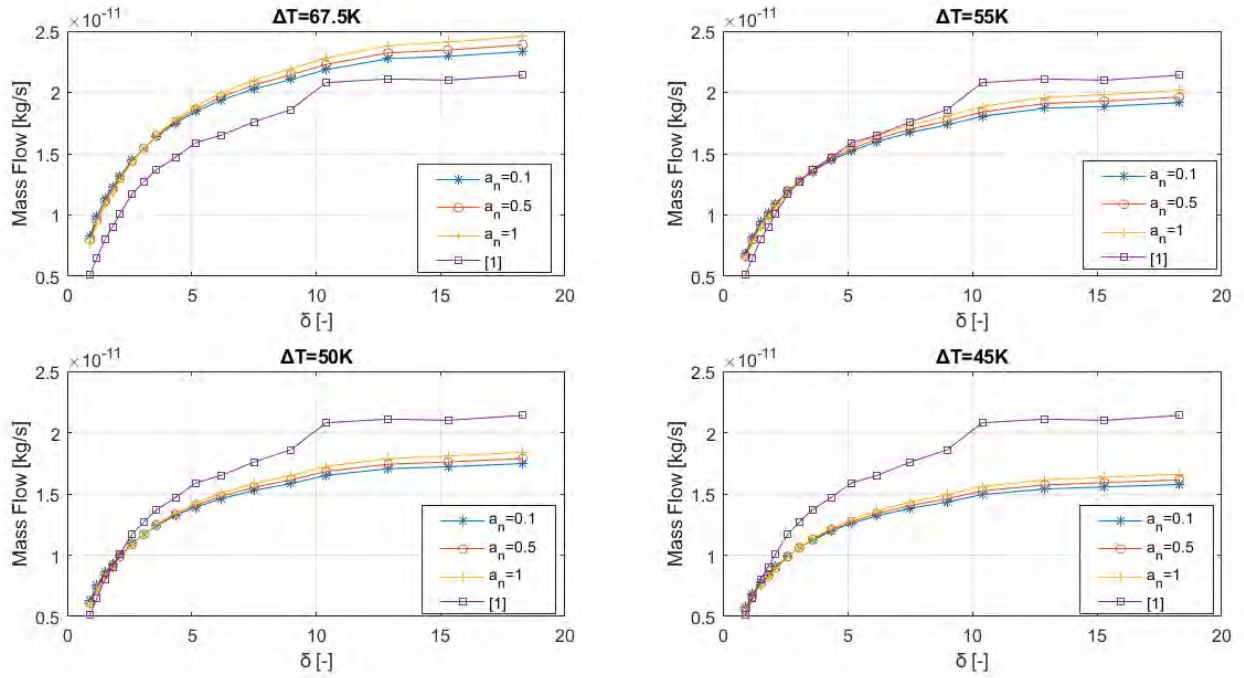 ×10⁻¹¹
ΔT=67.5K
2.5
2
1.5
1
0.5
Mass Flow [kg/s]
0
5
10
15
20
δ [-]
a_n=0.1
a_n=0.5
a_n=1
[1]
×10⁻¹¹
ΔT=55K
2.5
2
1.5
1
0.5
Mass Flow [kg/s]
0
5
10
15
20
δ [-]
a_n=0.1
a_n=0.5
a_n=1
[1]
×10⁻¹¹
ΔT=50K
2.5
2
1.5
1
0.5
Mass Flow [kg/s]
0
5
10
15
20
δ [-]
a_n=0.1
a_n=0.5
a_n=1
[1]
×10⁻¹¹
ΔT=45K
2.5
2
1.5
1
0.5
Mass Flow [kg/s]
0
5
10
15
20
δ [-]
a_n=0.1
a_n=0.5
a_n=1
[1]